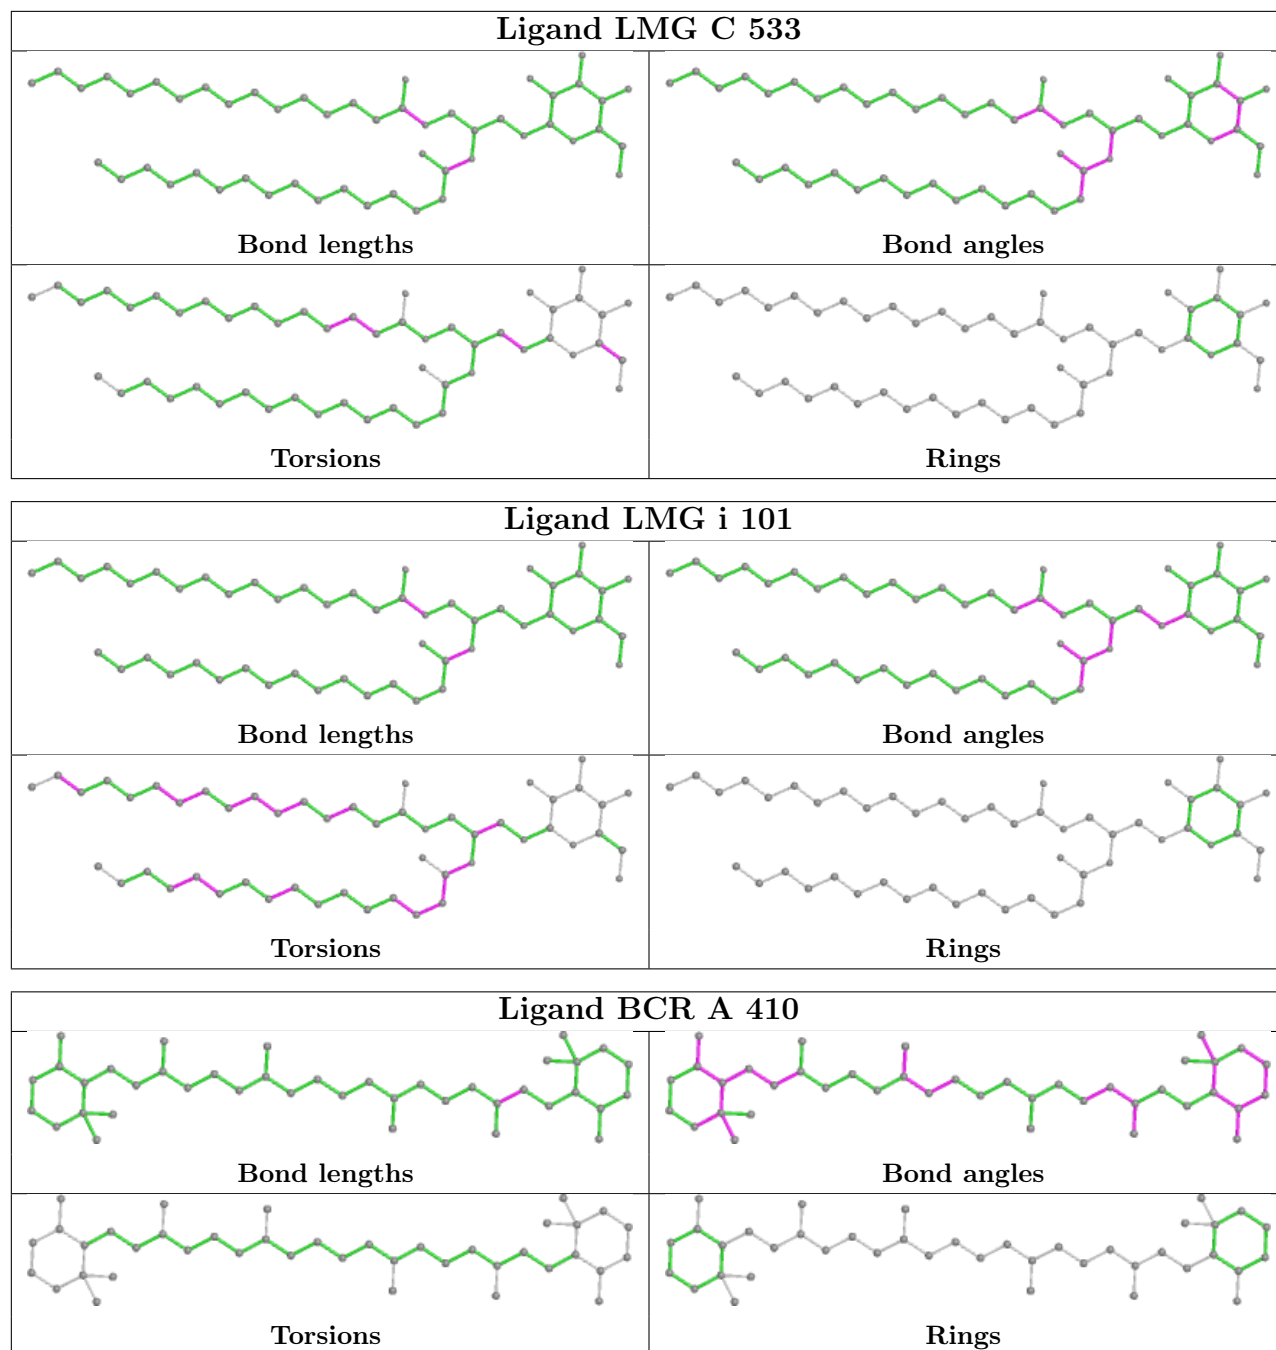 Ligand LMG C 533
Bond lengths
Bond angles
Torsions
Rings
Ligand LMG i 101
Bond lengths
Bond angles
Torsions
Rings
Ligand BCR A 410
Bond lengths
Bond angles
Torsions
Rings